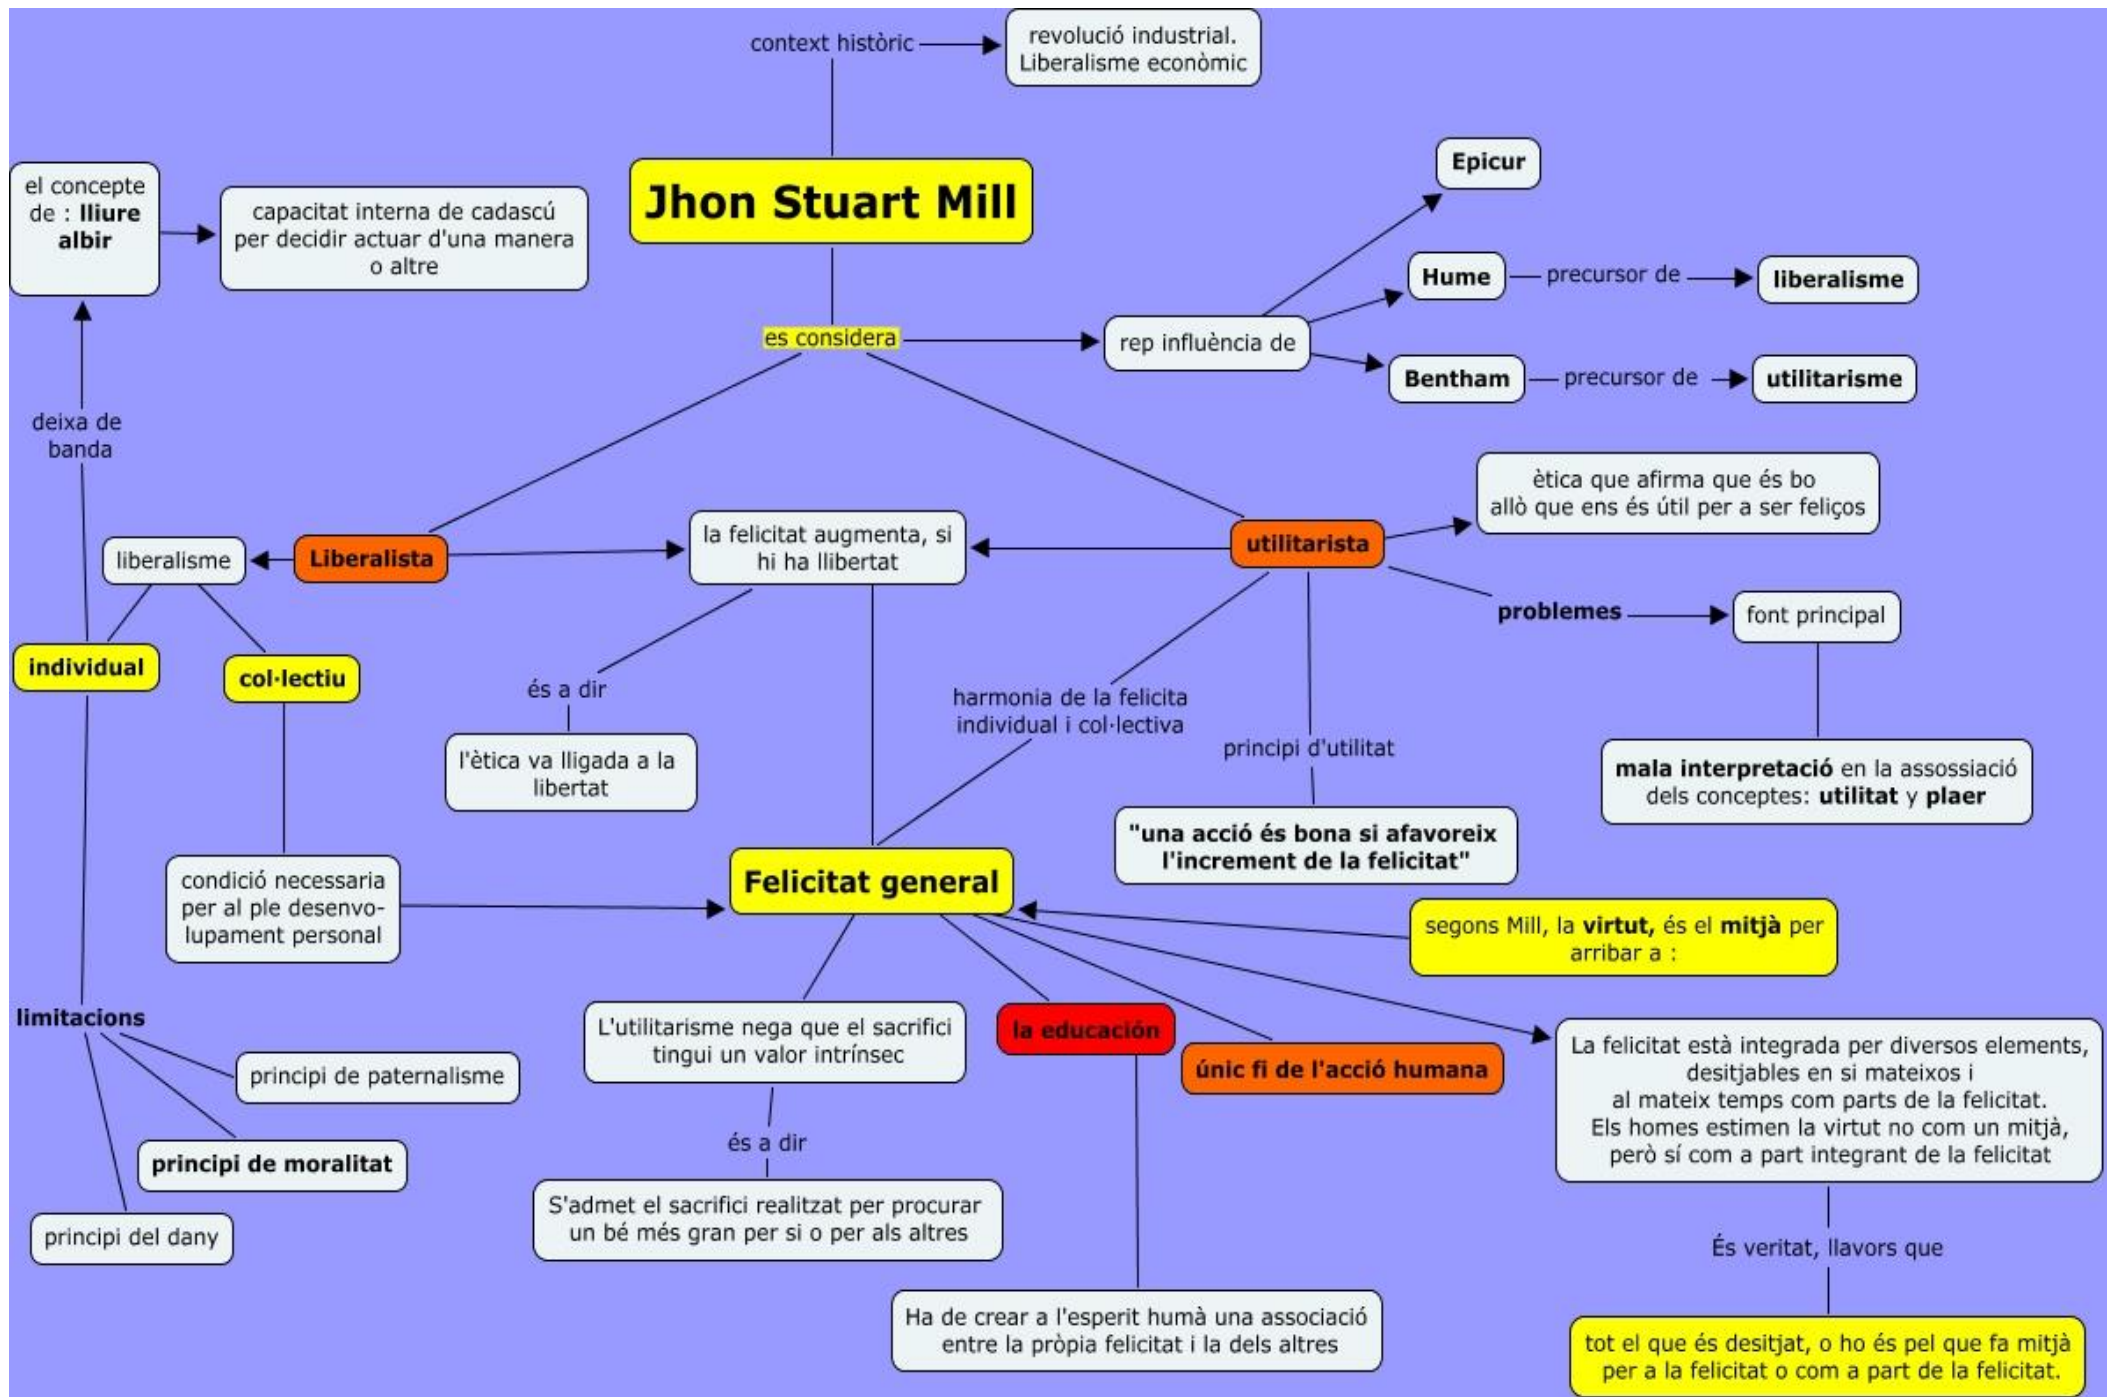 context històric
revolució industrial.
Liberalisme econòmic
Jhon Stuart Mill
el concepte
de : lliure
albir
capacitat interna de cadascú
per decidir actuar d'una manera
o altre
Epicur
Hume
precursor de
liberalisme
es considera
rep influència de
Bentham
precursor de
utilitarisme
deixa de
banda
ètica que afirma que és bo
allò que ens és útil per a ser feliços
liberalisme
Liberalista
la felicitat augmenta, si
hi ha llibertat
utilitarista
problemes
font principal
individual
col·lectiu
és a dir
harmonia de la felicita
individual i col·lectiva
principi d'utilitat
l'ètica va lligada a la
libertat
mala interpretació en la assossiació
dels conceptes: utilitat y plaer
"una acció és bona si afavoreix
l'increment de la felicitat"
condició necessaria
per al ple desenvo-
lupament personal
Felicitat general
segons Mill, la virtut, és el mitjà per
arribar a :
limitacions
L'utilitarisme nega que el sacrifici
tingui un valor intrínsec
la educación
únic fi de l'acció humana
La felicitat està integrada per diversos elements,
desitjables en si mateixos i
al mateix temps com parts de la felicitat.
Els homes estimen la virtut no com un mitjà,
però sí com a part integrant de la felicitat
principi de paternalisme
principi de moralitat
és a dir
principi del dany
S'admet el sacrifici realitzat per procurar
un bé més gran per si o per als altres
És veritat, llavors que
Ha de crear a l'esperit humà una associació
entre la pròpia felicitat i la dels altres
tot el que és desitjat, o ho és pel que fa mitjà
per a la felicitat o com a part de la felicitat.